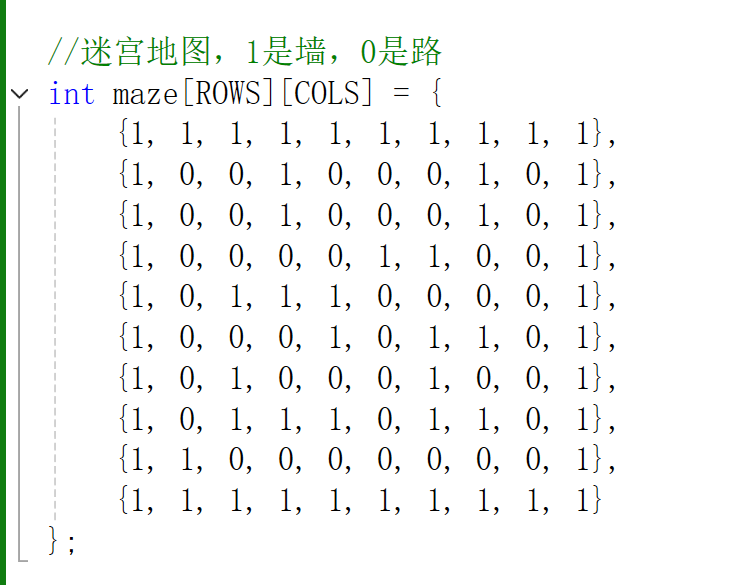 //迷宫地图，1是墙，0是路
int maze[ROWS][COLS] = {
{1, 1, 1, 1, 1, 1, 1, 1, 1, 1},
{1, 0, 0, 1, 0, 0, 0, 1, 0, 1},
{1, 0, 0, 1, 0, 0, 0, 1, 0, 1},
{1, 0, 0, 0, 0, 1, 1, 0, 0, 1},
{1, 0, 1, 1, 1, 0, 0, 0, 0, 1},
{1, 0, 0, 0, 1, 0, 1, 1, 0, 1},
{1, 0, 1, 0, 0, 0, 1, 0, 0, 1},
{1, 0, 1, 1, 1, 0, 1, 1, 0, 1},
{1, 1, 0, 0, 0, 0, 0, 0, 0, 1},
{1, 1, 1, 1, 1, 1, 1, 1, 1, 1}
};